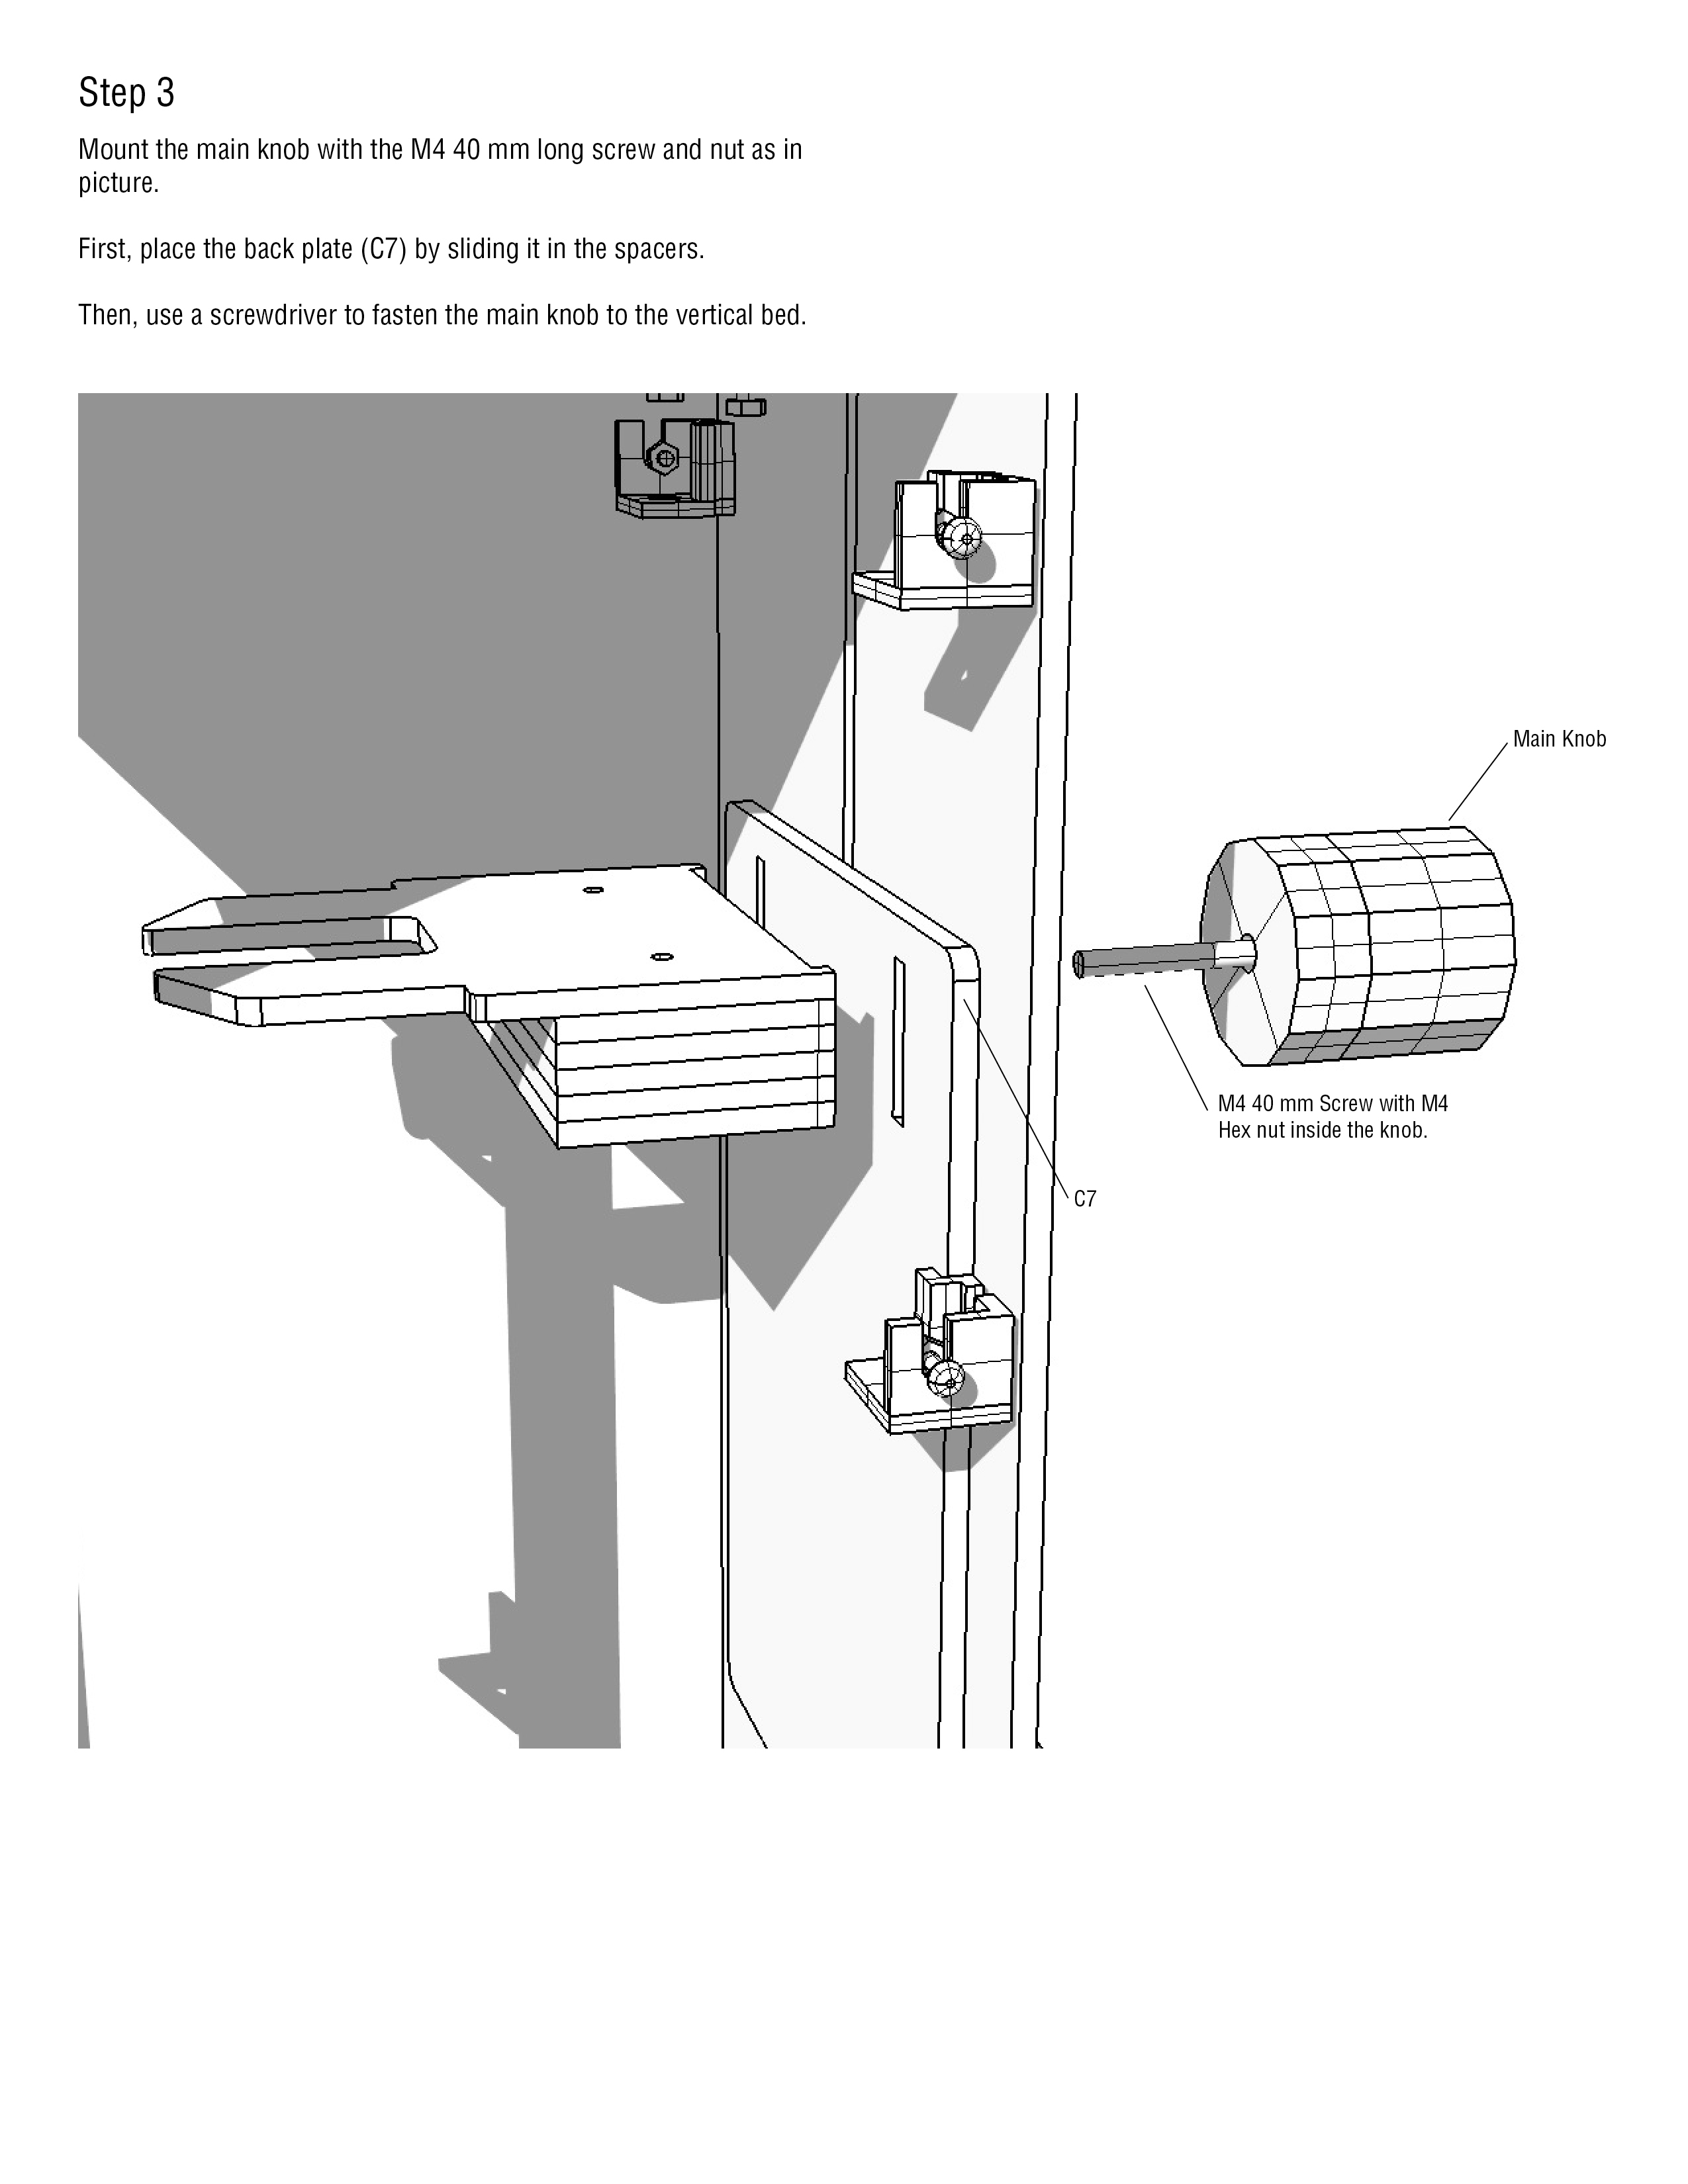 Step 3
Mount the main knob with the M4 40 mm long screw and nut as in
picture.
First, place the back plate (C7) by sliding it in the spacers.
Then, use a screwdriver to fasten the main knob to the vertical bed.
Main Knob
M4 40 mm Screw with M4
Hex nut inside the knob.
C7